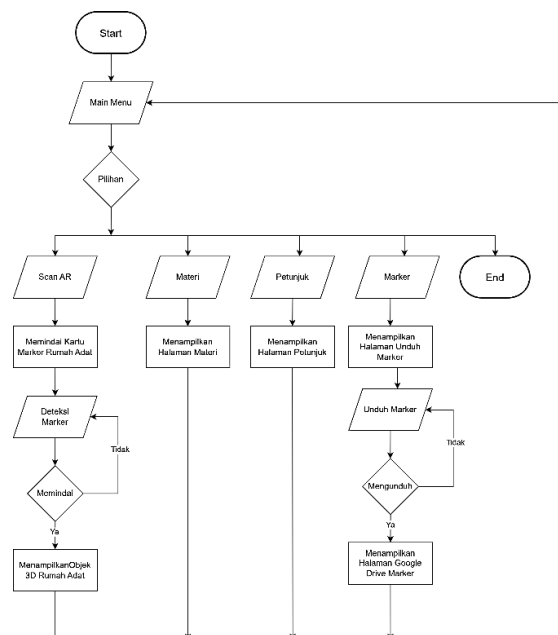 Start
Main Menu
Pilihan
Scan AR
Materi
Petunjuk
Marker
End
Memindai Kartu
Marker Rumah Adat
Menampilkan
Halaman Materi
Menampilkan
Halaman Petunjuk
Menampilkan
Halaman Unduh
Marker
Deteksi
Marker
Unduh Marker
Tidak
Tidak
Memindai
Mengunduh
Ya
Ya
MenampilkanObjek
3D Rumah Adat
Menampilkan
Halaman Google
Drive Marker